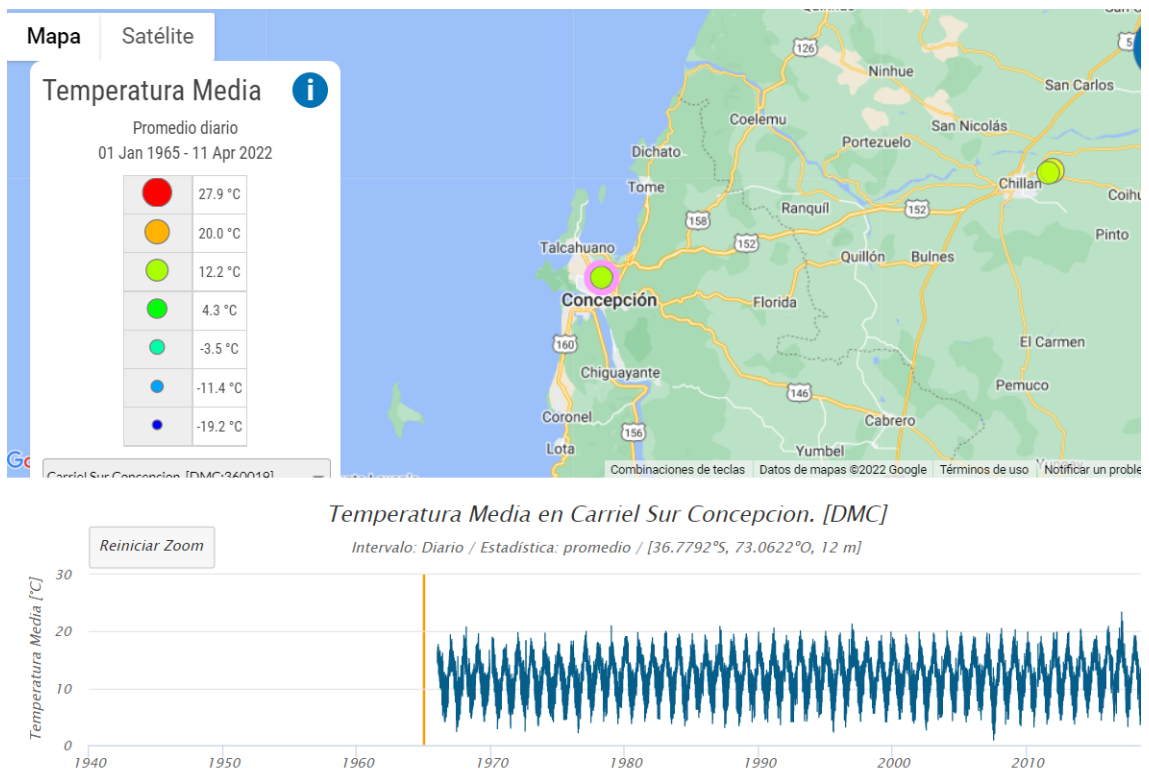 Mapa Satélite
Temperatura Media i
Promedio diario
01 Jan 1965 - 11 Apr 2022
27.9 °C
20.0 °C
12.2 °C
4.3 °C
-3.5 °C
-11.4 °C
-19.2 °C
Carriel Sur Concepcion. [DMC:360019]
126
5
Ninhue
San Carlos
Coelemu
San Nicolás
Portezuelo
Dichato
Tome
Chillan
Coihu
Ranquíl
152
158
Pinto
152
Talcahuano
Quillón
Bulnes
Concepción
Florida
160
El Carmen
Chiguayante
146
Pemuco
Coronel
156
Cabrero
Lota
Yumbel
Combinaciones de teclas Datos de mapas ©2022 Google Términos de uso Notificar un proble
Temperatura Media en Carriel Sur Concepcion. [DMC]
Reiniciar Zoom
Intervalo: Diario / Estadística: promedio / [36.7792ºS, 73.0622ºO, 12 m]
Temperatura Media [°C]
30
20
10
0
1940 1950 1960 1970 1980 1990 2000 2010